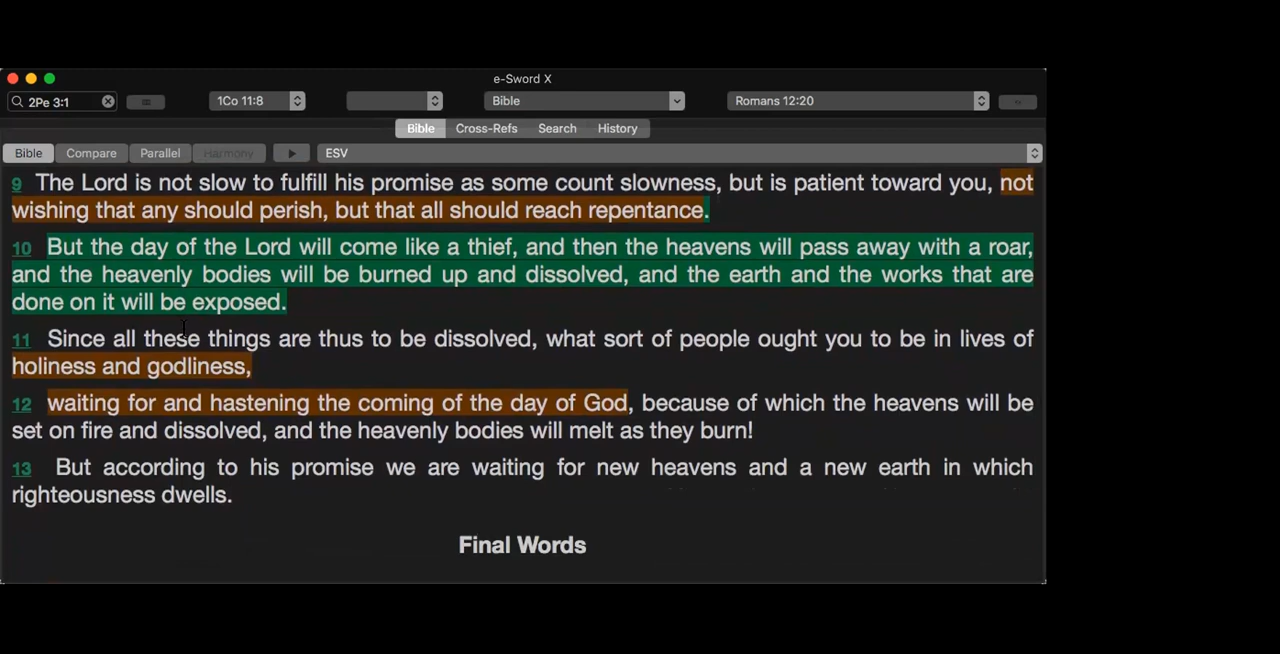 e-Sword X
2Pe 3:1
1Co 11:8
Bible
Romans 12:20
Bible
Cross-Refs
Search
History
Bible
Compare
Parallel
Harmony
ESV
9 The Lord is not slow to fulfill his promise as some count slowness, but is patient toward you, not
wishing that any should perish, but that all should reach repentance.
10 But the day of the Lord will come like a thief, and then the heavens will pass away with a roar,
and the heavenly bodies will be burned up and dissolved, and the earth and the works that are
done on it will be exposed.
11 Since all these things are thus to be dissolved, what sort of people ought you to be in lives of
holiness and godliness,
12 waiting for and hastening the coming of the day of God, because of which the heavens will be
set on fire and dissolved, and the heavenly bodies will melt as they burn!
13 But according to his promise we are waiting for new heavens and a new earth in which
righteousness dwells.
Final Words